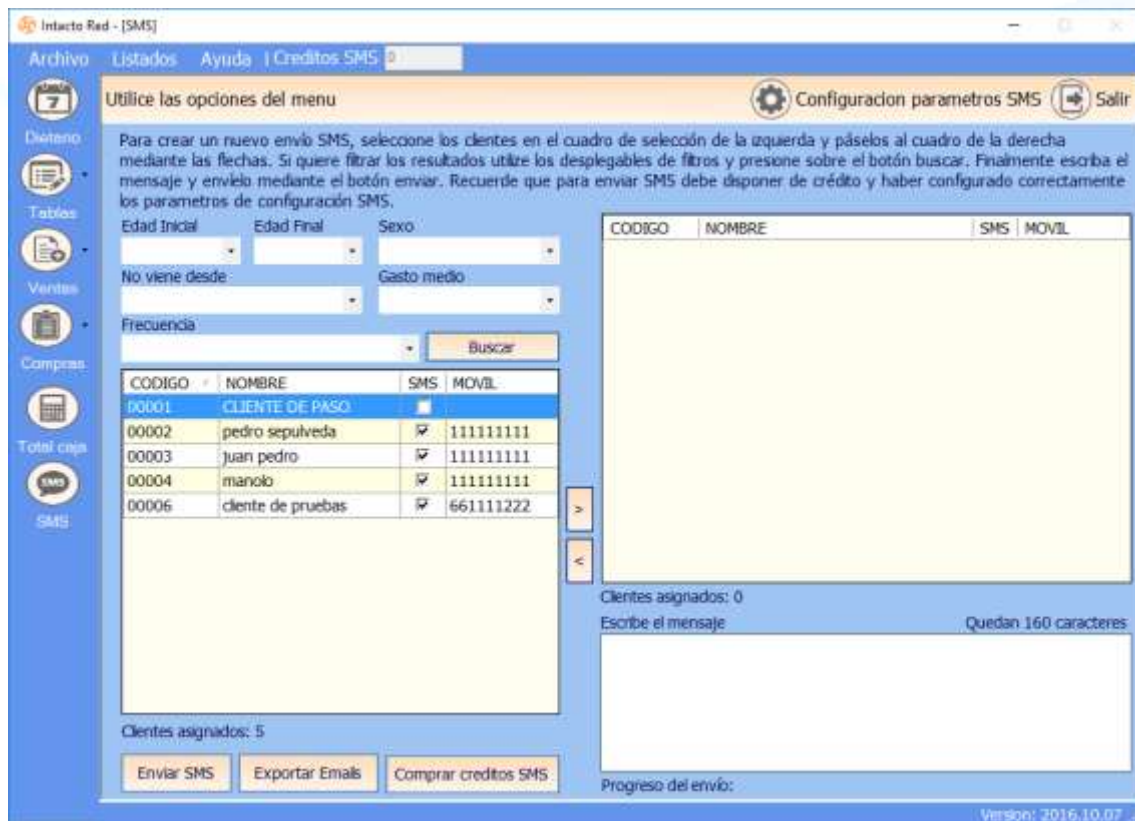 Intacto Red - [SMS]
Archivo Listados Ayuda | Creditos SMS 0
Utilice las opciones del menu
Configuracion parametros SMS
Salir
7
Dietario
Tablas
Ventas
Compras
Total caja
SMS
SMS
Para crear un nuevo envío SMS, seleccione los clientes en el cuadro de selección de la izquierda y páselos al cuadro de la derecha
mediante las flechas. Si quiere filtrar los resultados utilize los desplegables de filtros y presione sobre el botón buscar. Finalmente escriba el
mensaje y envíelo mediante el botón enviar. Recuerde que para enviar SMS debe disponer de crédito y haber configurado correctamente
los parametros de configuración SMS.
Edad Inicial Edad Final Sexo
No viene desde Gasto medio
Frecuencia
Buscar
CODIGO NOMBRE SMS MOVIL
00001 CLIENTE DE PASO
00002 pedro sepulveda 111111111
00003 juan pedro 111111111
00004 manolo 111111111
00006 cliente de pruebas 661111222
Clientes asignados: 5
Enviar SMS
Exportar Emails
Comprar creditos SMS
>
<
CODIGO NOMBRE SMS MOVIL
Clientes asignados: 0
Escribe el mensaje Quedan 160 caracteres
Progreso del envío:
Version: 2016.10.07